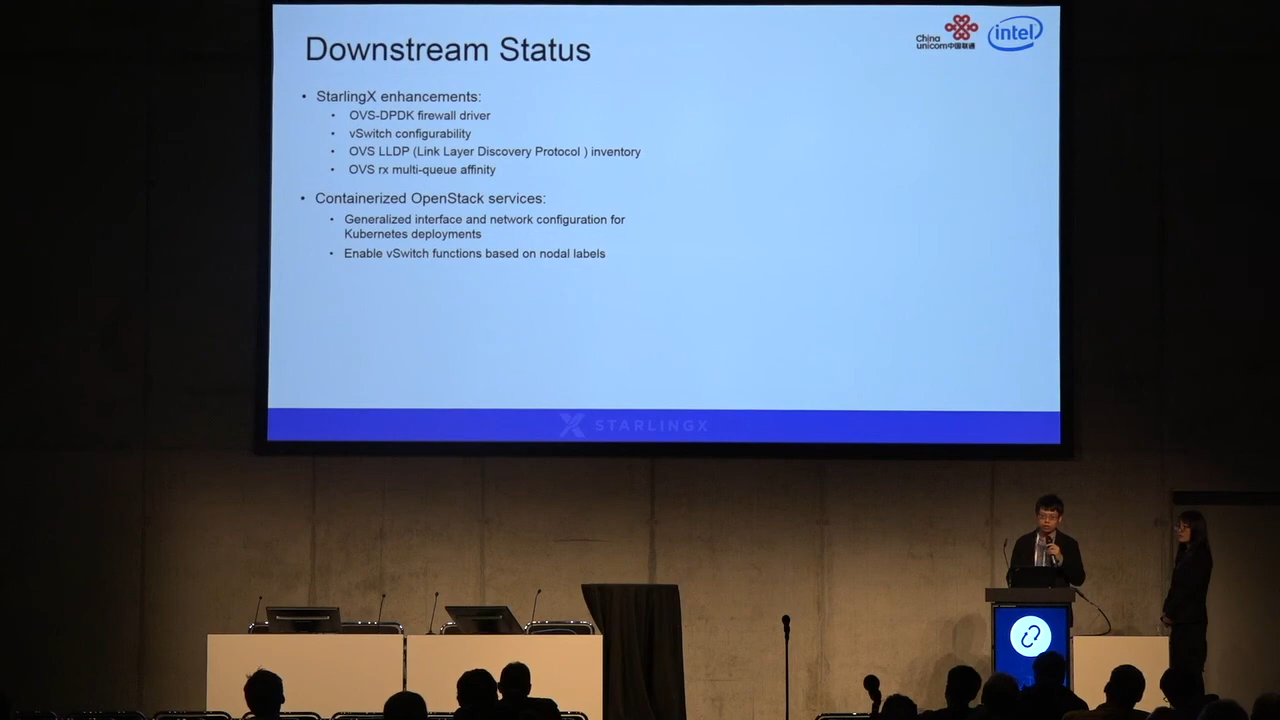 Downstream Status
China
unicom中国联通
intel
• StarlingX enhancements:
• OVS-DPDK firewall driver
• vSwitch configurability
• OVS LLDP (Link Layer Discovery Protocol ) inventory
• OVS rx multi-queue affinity
• Containerized OpenStack services:
• Generalized interface and network configuration for
Kubernetes deployments
• Enable vSwitch functions based on nodal labels
STARLINGX